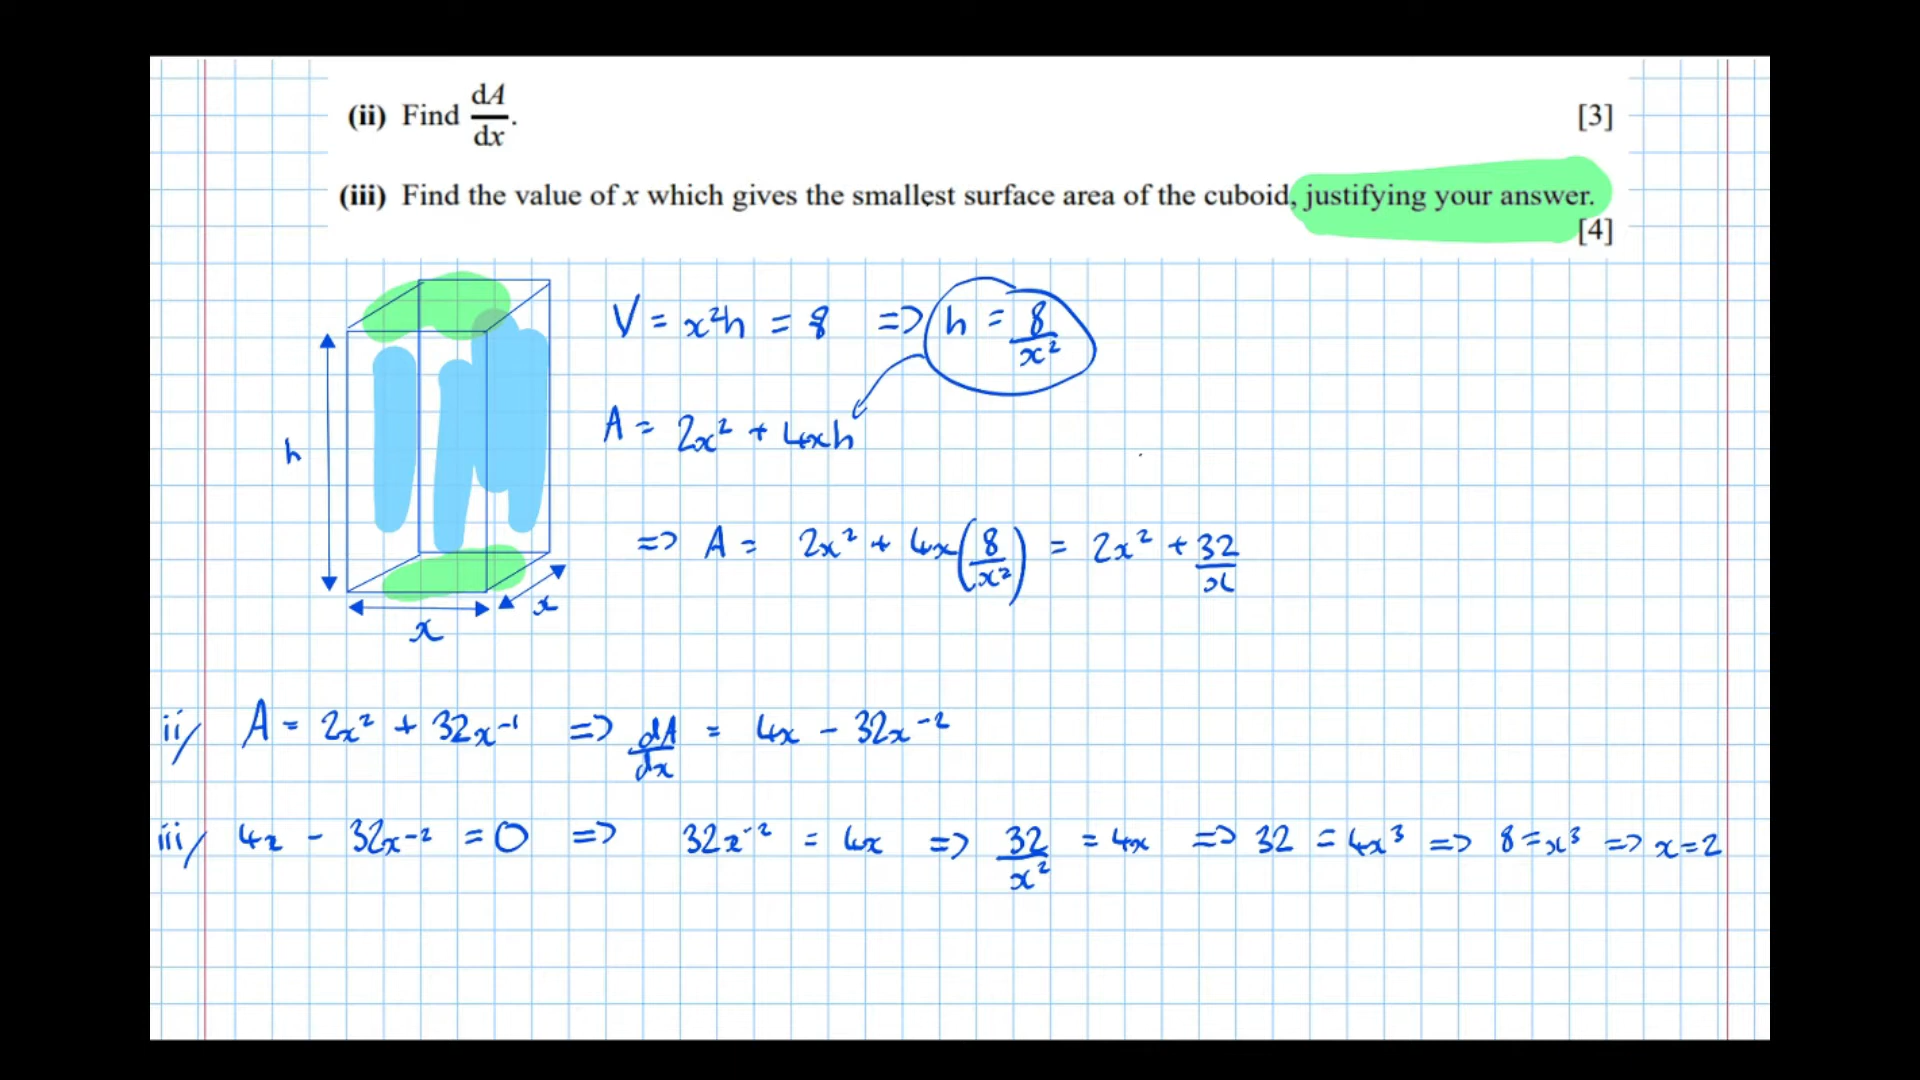 (ii) Find dA/dx. [3]
(iii) Find the value of x which gives the smallest surface area of the cuboid, justifying your answer.
[4]
V = x²h = 8 => h = 8/x²
A = 2x² + 4xh
h
=> A = 2x² + 4x(8/x²) = 2x² + 32/x
x
x
ii/ A = 2x² + 32x⁻¹ => dA/dx = 4x - 32x⁻²
iii/ 4x - 32x⁻² = 0 => 32x⁻² = 4x => 32/x² = 4x => 32 = 4x³ => 8 = x³ => x = 2